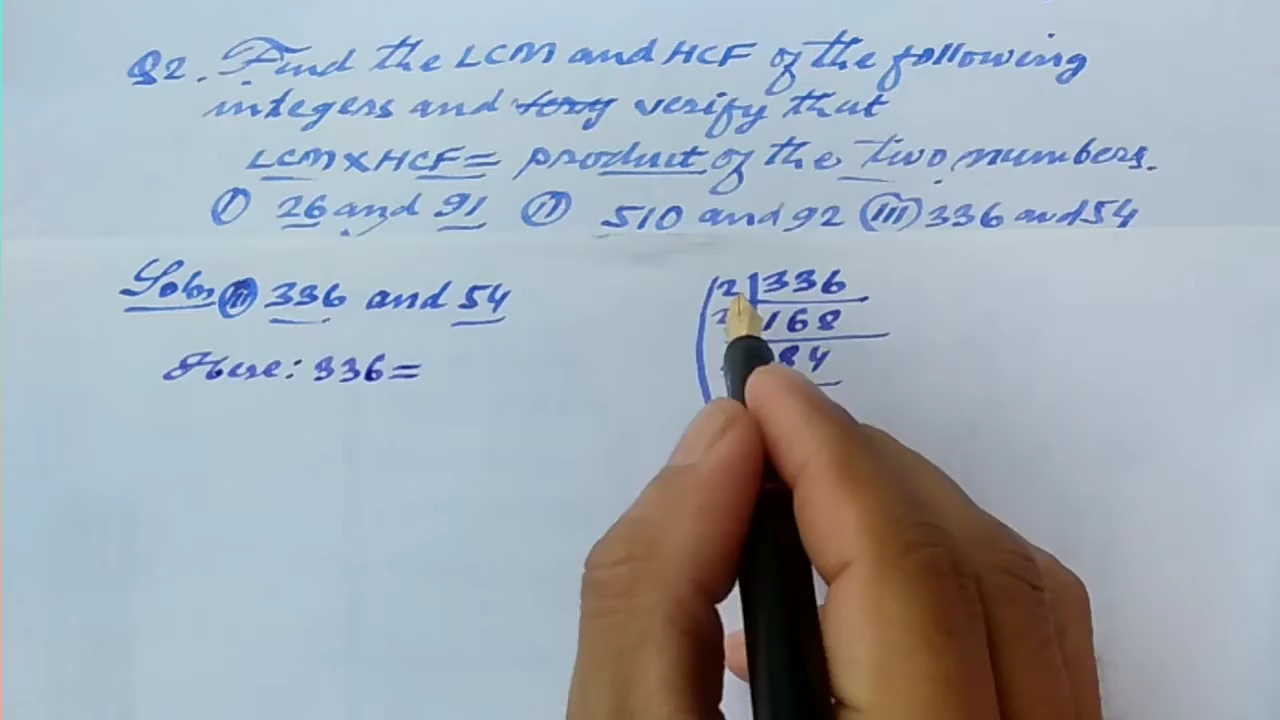 Q2. Find the LCM and HCF of the following
integers and verify that
LCM x HCF = product of the two numbers.
(i) 26 and 91 (ii) 510 and 92 (iii) 336 and 54
Soln (iii) 336 and 54
Here: 336 =
2 336
2 168
84